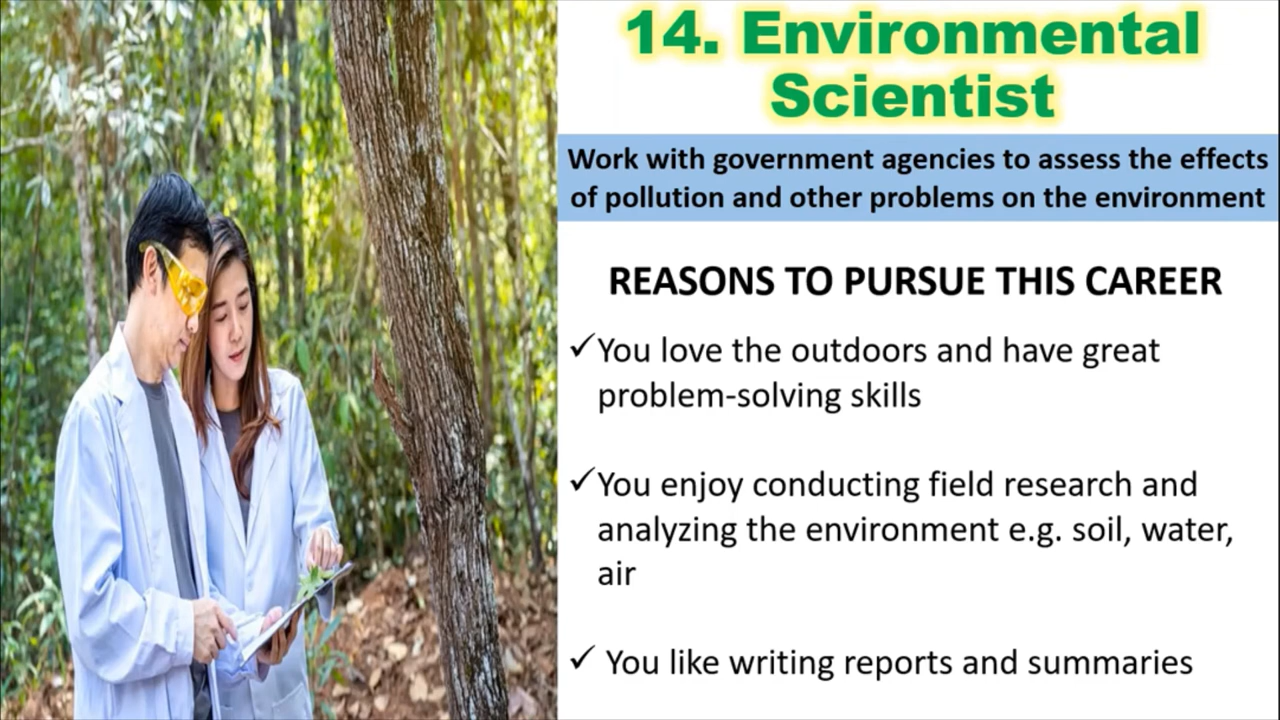 14. Environmental
Scientist
Work with government agencies to assess the effects
of pollution and other problems on the environment
REASONS TO PURSUE THIS CAREER
✓You love the outdoors and have great
problem-solving skills
✓You enjoy conducting field research and
analyzing the environment e.g. soil, water,
air
✓ You like writing reports and summaries